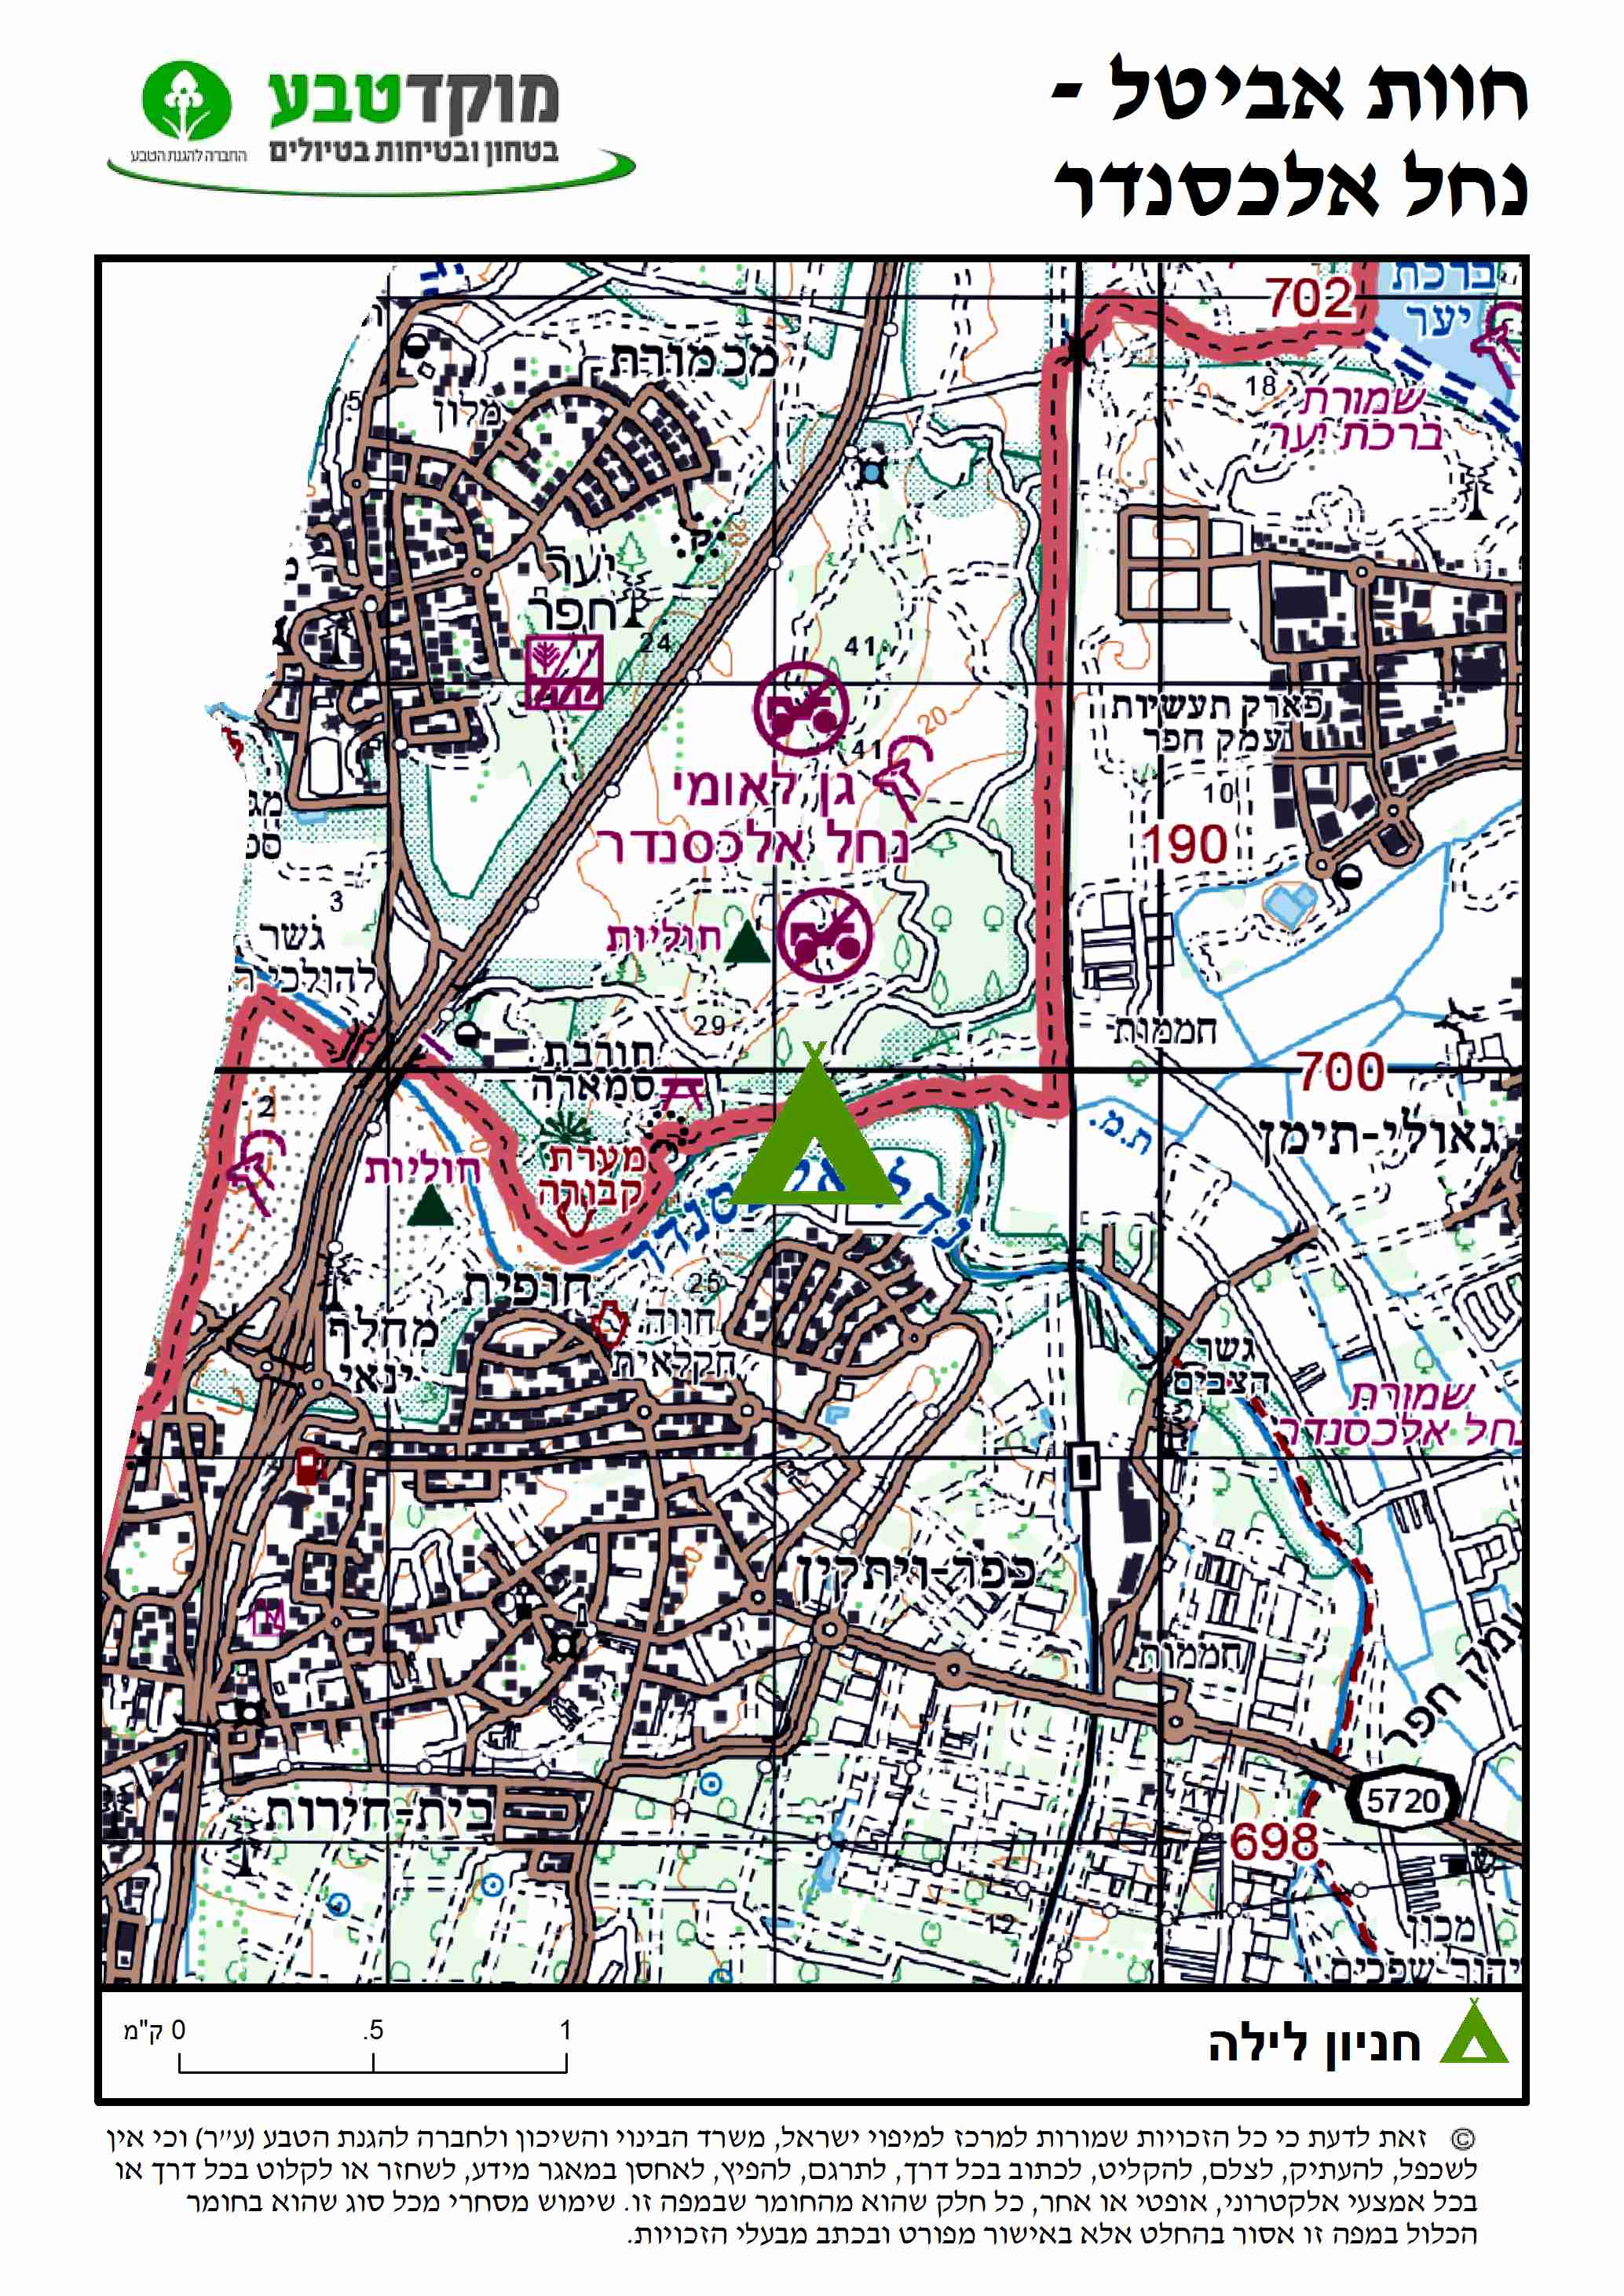 חוות אביטל -
נחל אלכסנדר
מוקדטבע
בטחון ובטיחות בטיולים
החברה להגנת הטבע
702
ברכת
יער
מכמורת
18
שמורת
ברכת יער
5
מלון
יער
חפר
24
41
20
41
פארק תעשיות
עמק חפר
10
גן לאומי
נחל אלכסנדר
190
3
גשר
להולכי ר
חוליות
29
חממות
700
חורבת
סמארה
2
ת.מ.
גאולי-תימן
מערת
קבורה
חוליות
נחל אלכסנדר
חופית
25
חווה
חקלאית
מחלף
ינאי
גשר
הצבים
שמורת
נחל אלכסנדר
20
כפר-ויתקין
חממות
עמק חפר
5720
בית-חירות
11
698
12
מכון
טיהור-שפכים
ק"מ 0 .5 1
חניון לילה
© זאת לדעת כי כל הזכויות שמורות למרכז למיפוי ישראל, משרד הבינוי והשיכון ולחברה להגנת הטבע (ע״ר) וכי אין
לשכפל, להעתיק, לצלם, להקליט, לכתוב בכל דרך, לתרגם, להפיץ, לאחסן במאגר מידע, לשחזר או לקלוט בכל דרך או
בכל אמצעי אלקטרוני, אופטי או אחר, כל חלק שהוא מהחומר שבמפה זו. שימוש מסחרי מכל סוג שהוא בחומר
הכלול במפה זו אסור בהחלט אלא באישור מפורט ובכתב מבעלי הזכויות.